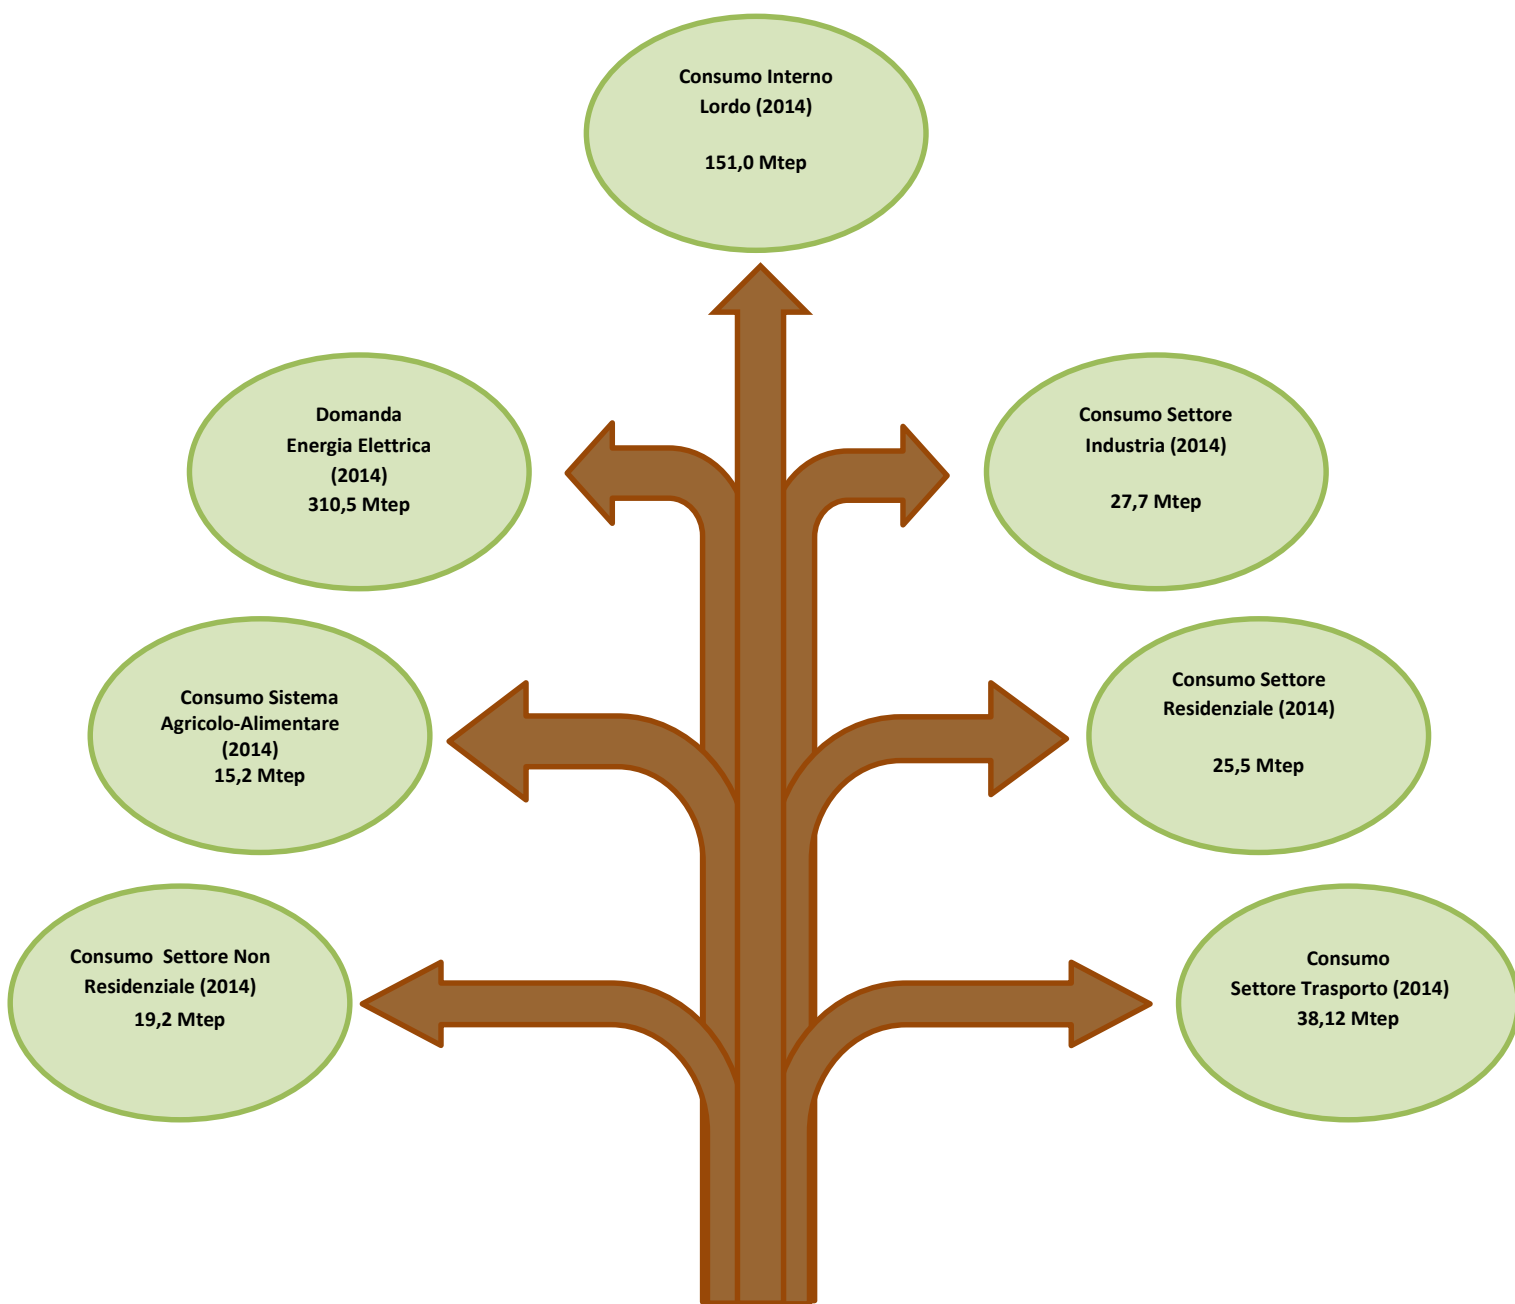 Consumo Interno
Lordo (2014)
151,0 Mtep
Domanda
Energia Elettrica
(2014)
310,5 Mtep
Consumo Settore
Industria (2014)
27,7 Mtep
Consumo Sistema
Agricolo-Alimentare
(2014)
15,2 Mtep
Consumo Settore
Residenziale (2014)
25,5 Mtep
Consumo Settore Non
Residenziale (2014)
19,2 Mtep
Consumo
Settore Trasporto (2014)
38,12 Mtep